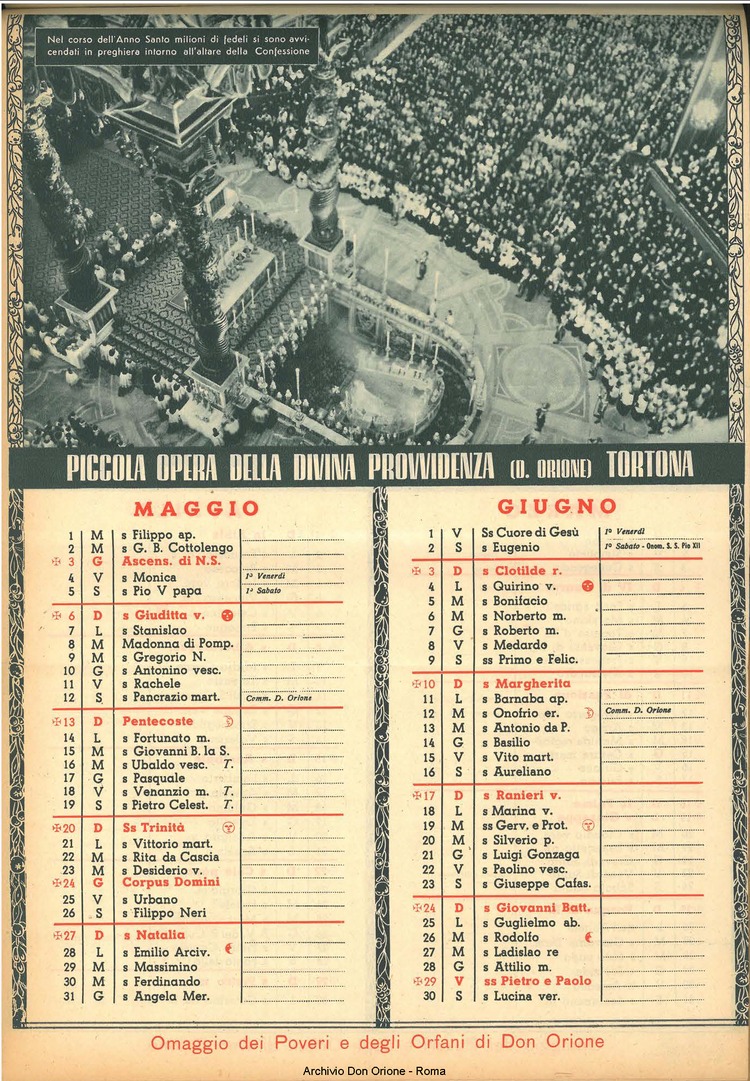 Nel corso dell'Anno Santo milioni di fedeli si sono avvi-
cendati in preghiera intorno all'altare della Confessione
PICCOLA OPERA DELLA DIVINA PROVVIDENZA (D. ORIONE) TORTONA
MAGGIO
1 M s Filippo ap.
2 M s G. B. Cottolengo
✠ 3 G Ascens. di N.S.
4 V s Monica 1º Venerdì
5 S s Pio V papa 1º Sabato
✠ 6 D s Giuditta v.
7 L s Stanislao
8 M Madonna di Pomp.
9 M s Gregorio N.
10 G s Antonino vesc.
11 V s Rachele
12 S s Pancrazio mart. Comm. D. Orione
✠ 13 D Pentecoste
14 L s Fortunato m.
15 M s Giovanni B. la S.
16 M s Ubaldo vesc. T.
17 G s Pasquale
18 V s Venanzio m. T.
19 S s Pietro Celest. T.
✠ 20 D Ss Trinità
21 L s Vittorio mart.
22 M s Rita da Cascia
23 M s Desiderio v.
✠ 24 G Corpus Domini
25 V s Urbano
26 S s Filippo Neri
✠ 27 D s Natalia
28 L s Emilio Arciv.
29 M s Massimino
30 M s Ferdinando
31 G s Angela Mer.
GIUGNO
1 V Ss Cuore di Gesù 1º Venerdì
2 S s Eugenio 1º Sabato - Onom. S. S. Pio XII
✠ 3 D s Clotilde r.
4 L s Quirino v.
5 M s Bonifacio
6 M s Norberto m.
7 G s Roberto m.
8 V s Medardo
9 S ss Primo e Felic.
✠ 10 D s Margherita
11 L s Barnaba ap.
12 M s Onofrio er. Comm. D. Orione
13 M s Antonio da P.
14 G s Basilio
15 V s Vito mart.
16 S s Aureliano
✠ 17 D s Ranieri v.
18 L s Marina v.
19 M ss Gerv. e Prot.
20 M s Silverio p.
21 G s Luigi Gonzaga
22 V s Paolino vesc.
23 S s Giuseppe Cafas.
✠ 24 D s Giovanni Batt.
25 L s Guglielmo ab.
26 M s Rodolfo
27 M s Ladislao re
28 G s Attilio m.
✠ 29 V ss Pietro e Paolo
30 S s Lucina ver.
Omaggio dei Poveri e degli Orfani di Don Orione
Archivio Don Orione - Roma